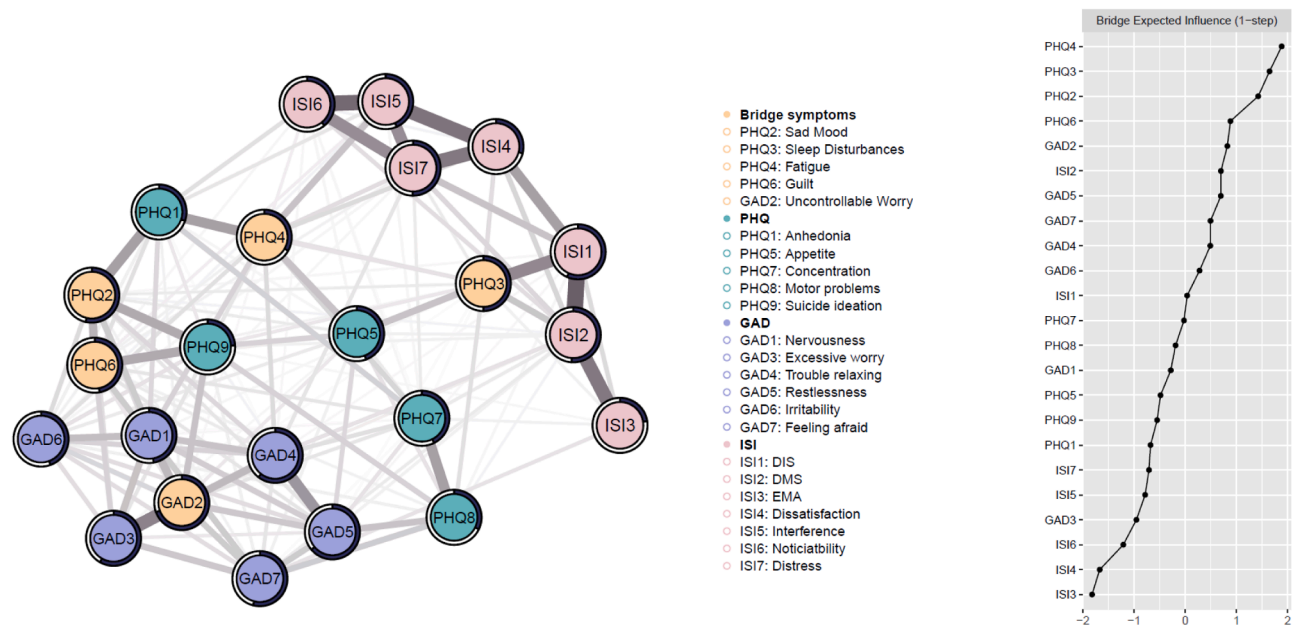 ISI6
ISI5
ISI4
ISI7
PHQ1
PHQ4
ISI1
PHQ2
PHQ3
PHQ9
PHQ5
ISI2
PHQ6
GAD6
GAD1
PHQ7
ISI3
GAD4
GAD2
GAD3
GAD5
PHQ8
GAD7
Bridge symptoms
PHQ2: Sad Mood
PHQ3: Sleep Disturbances
PHQ4: Fatigue
PHQ6: Guilt
GAD2: Uncontrollable Worry
PHQ
PHQ1: Anhedonia
PHQ5: Appetite
PHQ7: Concentration
PHQ8: Motor problems
PHQ9: Suicide ideation
GAD
GAD1: Nervousness
GAD3: Excessive worry
GAD4: Trouble relaxing
GAD5: Restlessness
GAD6: Irritability
GAD7: Feeling afraid
ISI
ISI1: DIS
ISI2: DMS
ISI3: EMA
ISI4: Dissatisfaction
ISI5: Interference
ISI6: Noticiatbility
ISI7: Distress
Bridge Expected Influence (1−step)
PHQ4
PHQ3
PHQ2
PHQ6
GAD2
ISI2
GAD5
GAD7
GAD4
GAD6
ISI1
PHQ7
PHQ8
GAD1
PHQ5
PHQ9
PHQ1
ISI7
ISI5
GAD3
ISI6
ISI4
ISI3
−2 −1 0 1 2